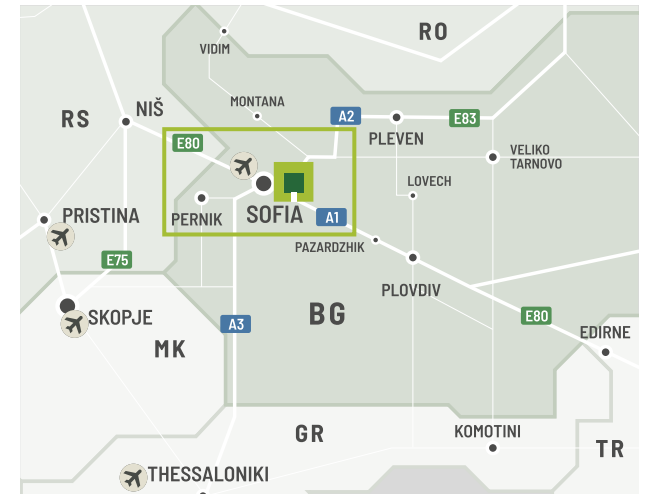 RO
VIDIM
MONTANA
NIŠ
RS
A2
E83
PLEVEN
E80
VELIKO
TARNOVO
LOVECH
PRISTINA
PERNIK
SOFIA
A1
PAZARDZHIK
E75
PLOVDIV
SKOPJE
A3
BG
E80
EDIRNE
MK
GR
KOMOTINI
TR
THESSALONIKI